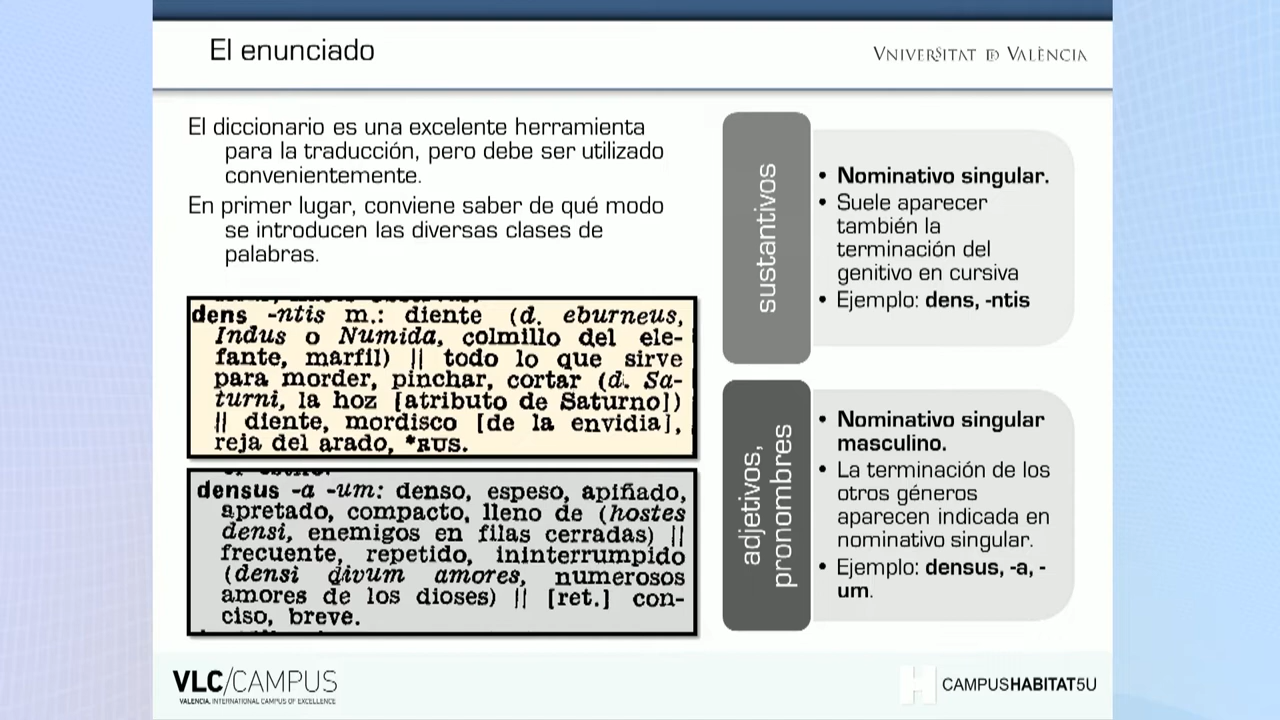 El enunciado
VNIVERSITAT DE VALÈNCIA
El diccionario es una excelente herramienta
para la traducción, pero debe ser utilizado
convenientemente.
En primer lugar, conviene saber de qué modo
se introducen las diversas clases de
palabras.
dens -ntis m.: diente (d. eburneus,
Indus o Numida, colmillo del ele-
fante, marfil) || todo lo que sirve
para morder, pinchar, cortar (d. Sa-
turni, la hoz [atributo de Saturno])
|| diente, mordisco [de la envidia],
reja del arado, *RUS.
densus -a -um: denso, espeso, apiñado,
apretado, compacto, lleno de (hostes
densi, enemigos en filas cerradas) ||
frecuente, repetido, ininterrumpido
(densi divum amores, numerosos
amores de los dioses) || [ret.] con-
ciso, breve.
sustantivos
• Nominativo singular.
• Suele aparecer
también la
terminación del
genitivo en cursiva
• Ejemplo: dens, -ntis
adjetivos,
pronombres
• Nominativo singular
masculino.
• La terminación de los
otros géneros
aparecen indicada en
nominativo singular.
• Ejemplo: densus, -a, -
um.
VLC/CAMPUS
VALENCIA, INTERNATIONAL CAMPUS OF EXCELLENCE
CAMPUSHABITAT5U